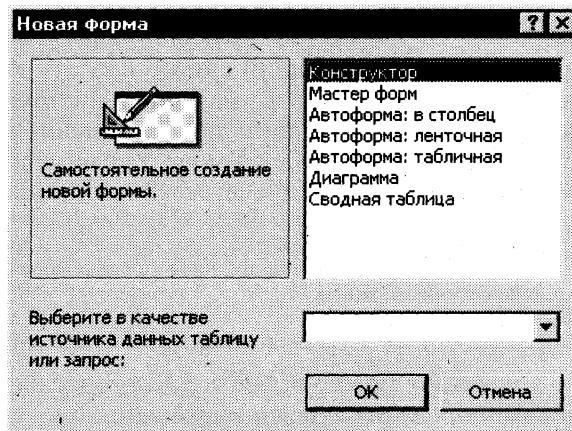 Новая форма
Конструктор
Мастер форм
Автоформа: в столбец
Автоформа: ленточная
Автоформа: табличная
Диаграмма
Сводная таблица
Самостоятельное создание
новой формы.
Выберите в качестве
источника данных таблицу
или запрос:
ОК
Отмена